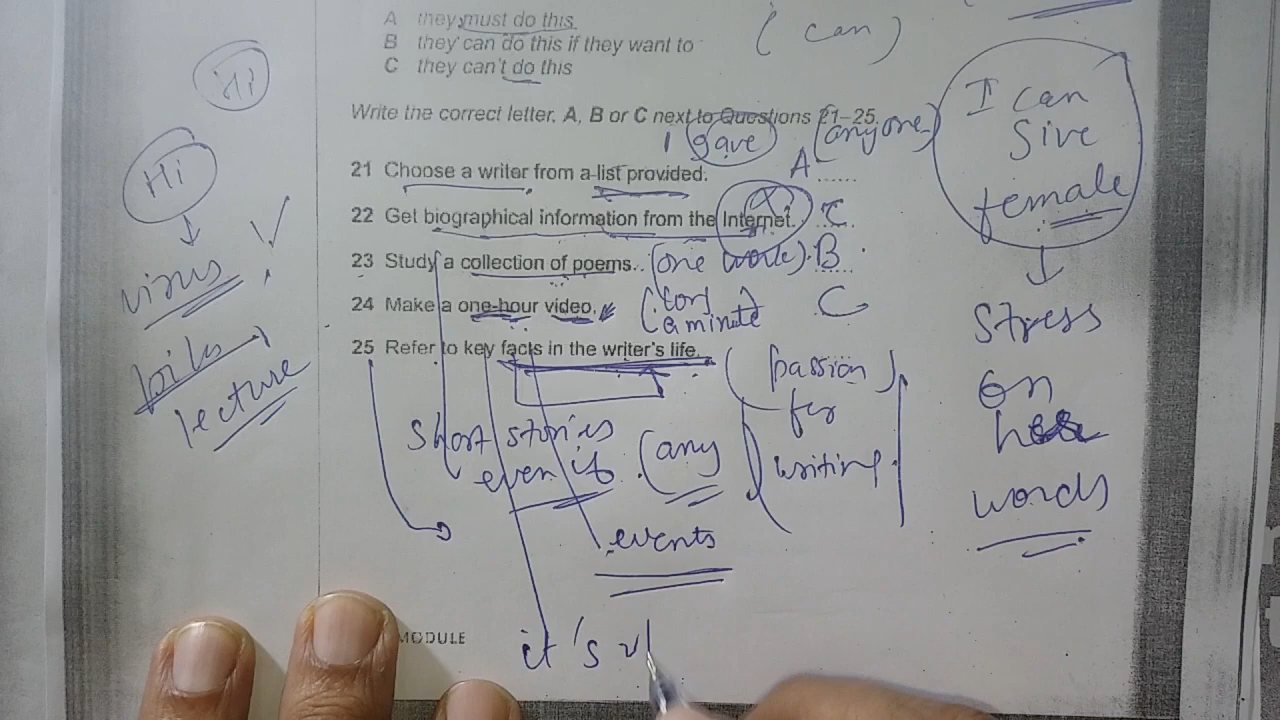 A they must do this
B they can do this if they want to
C they can't do this
(can)
Hi
Write the correct letter. A, B or C next to Questions 21–25.
I can
Give
female
1 gave
(anyone)
21 Choose a writer from a list provided. A
Hi
22 Get biographical information from the Internet.
23 Study a collection of poems. (one work). B
virus
24 Make a one-hour video. C
a minute
Stress
on
words
25 Refer to key facts in the writer's life.
(passion)
for
writing
lecture
Short stories
even if (any
events
MODULE
it's